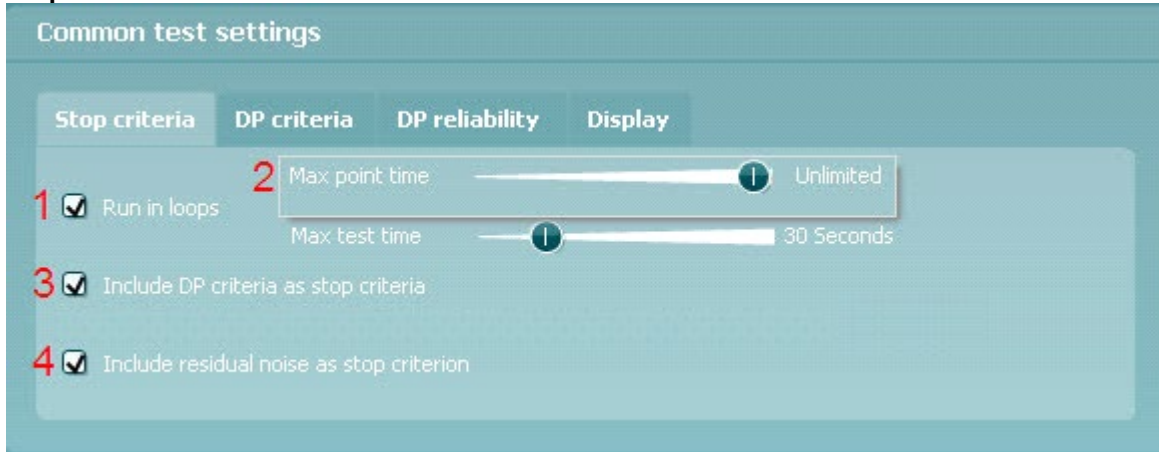 Common test settings
Stop criteria DP criteria DP reliability Display
2 Max point time Unlimited
1 Run in loops
Max test time 30 Seconds
3 Include DP criteria as stop criteria
4 Include residual noise as stop criterion